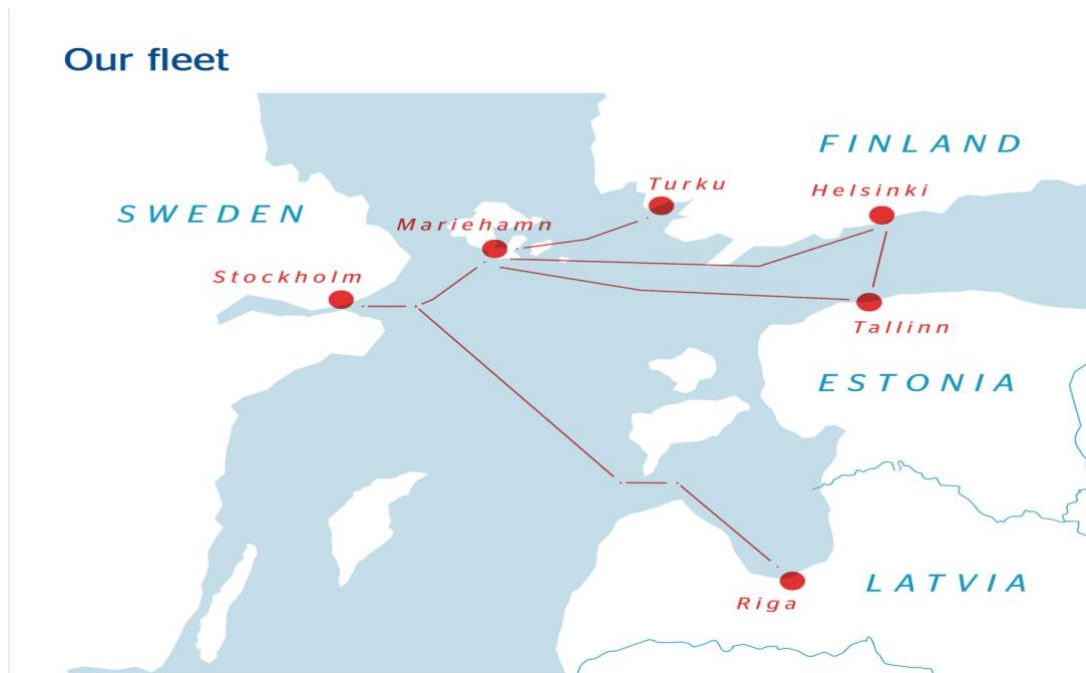 Our fleet
FINLAND
Turku
Helsinki
SWEDEN
Mariehamn
Stockholm
Tallinn
ESTONIA
LATVIA
Riga